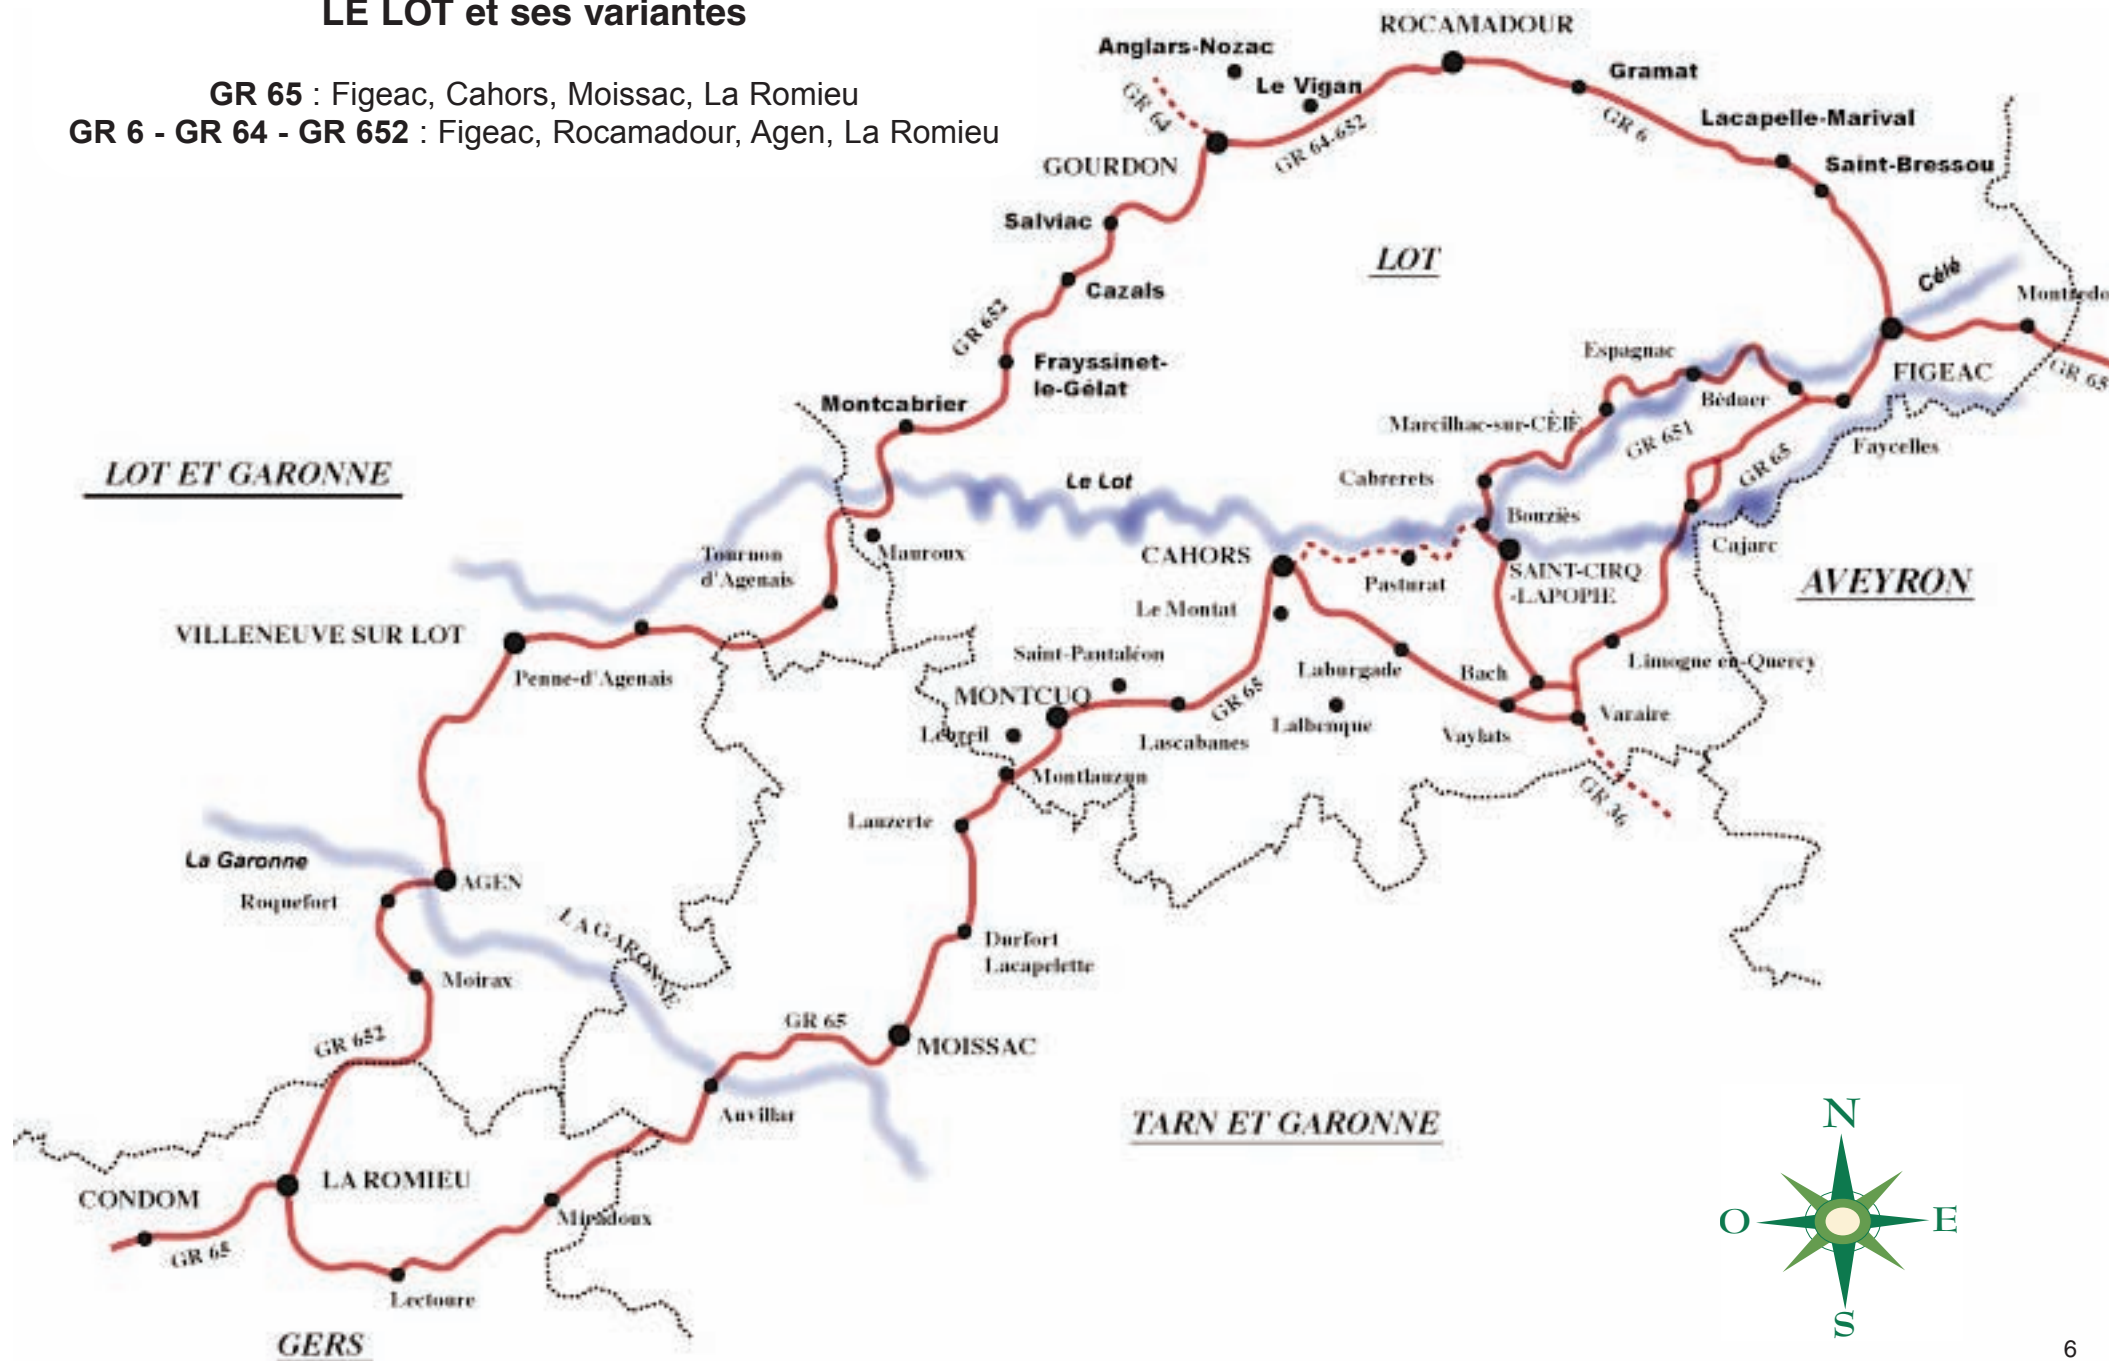 LE LOT et ses variantes
GR 65 : Figeac, Cahors, Moissac, La Romieu
GR 6 - GR 64 - GR 652 : Figeac, Rocamadour, Agen, La Romieu
ROCAMADOUR
Anglars-Nozac
Le Vigan
Gramat
GR 64
GR 64-652
GR 6
Lacapelle-Marival
GOURDON
Saint-Bressou
Salviac
LOT
Célé
Cazals
Montredo
GR 652
Espagnac
Frayssinet-
le-Gélat
FIGEAC
GR 65
Béduer
Montcabrier
Marcilhac-sur-CÉlÉ
GR 651
Faycelles
LOT ET GARONNE
GR 65
Le Lot
Cabrerets
Bouziès
Tournon
d'Agenais
Mauroux
CAHORS
Cajarc
Pasturat
SAINT-CIRQ
-LAPOPIE
AVEYRON
Le Montat
VILLENEUVE SUR LOT
Saint-Pantaléon
Penne-d'Agenais
Laburgade
Bach
Limogne en-Quercy
MONTCUQ
GR 65
Lebreil
Lascabanes
Lalbenque
Vaylats
Varaire
Montlauzun
GR 36
Lauzerte
La Garonne
AGEN
Roquefort
LA GARONNE
Durfort
Lacapelette
Moirax
GR 65
GR 652
MOISSAC
Auvillar
TARN ET GARONNE
N
LA ROMIEU
CONDOM
Miradoux
O
E
GR 65
Lectoure
S
GERS
6